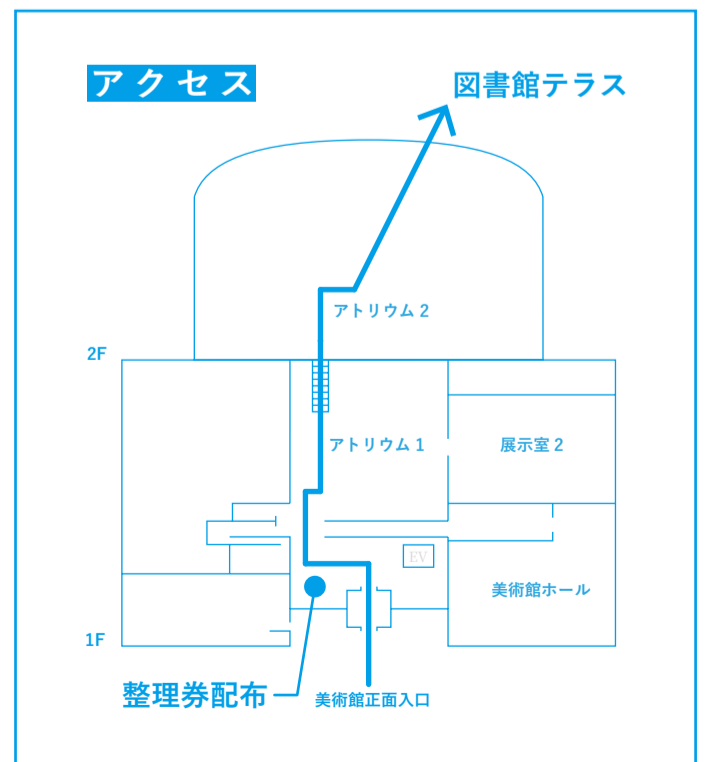 アクセス
図書館テラス
アトリウム 2
2F
アトリウム 1
展示室 2
EV
美術館ホール
1F
整理券配布
美術館正面入口